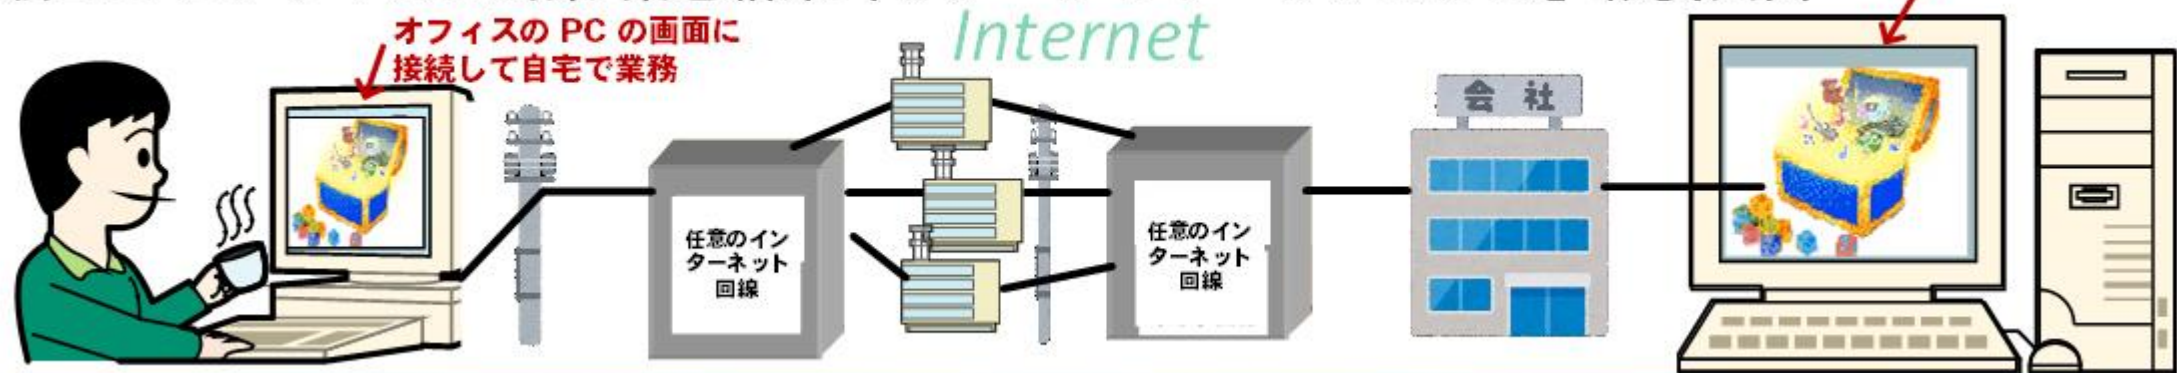 オフィスの PC の画面に
接続して自宅で業務
Internet
会社
任意のイン
ターネット
回線
任意のイン
ターネット
回線